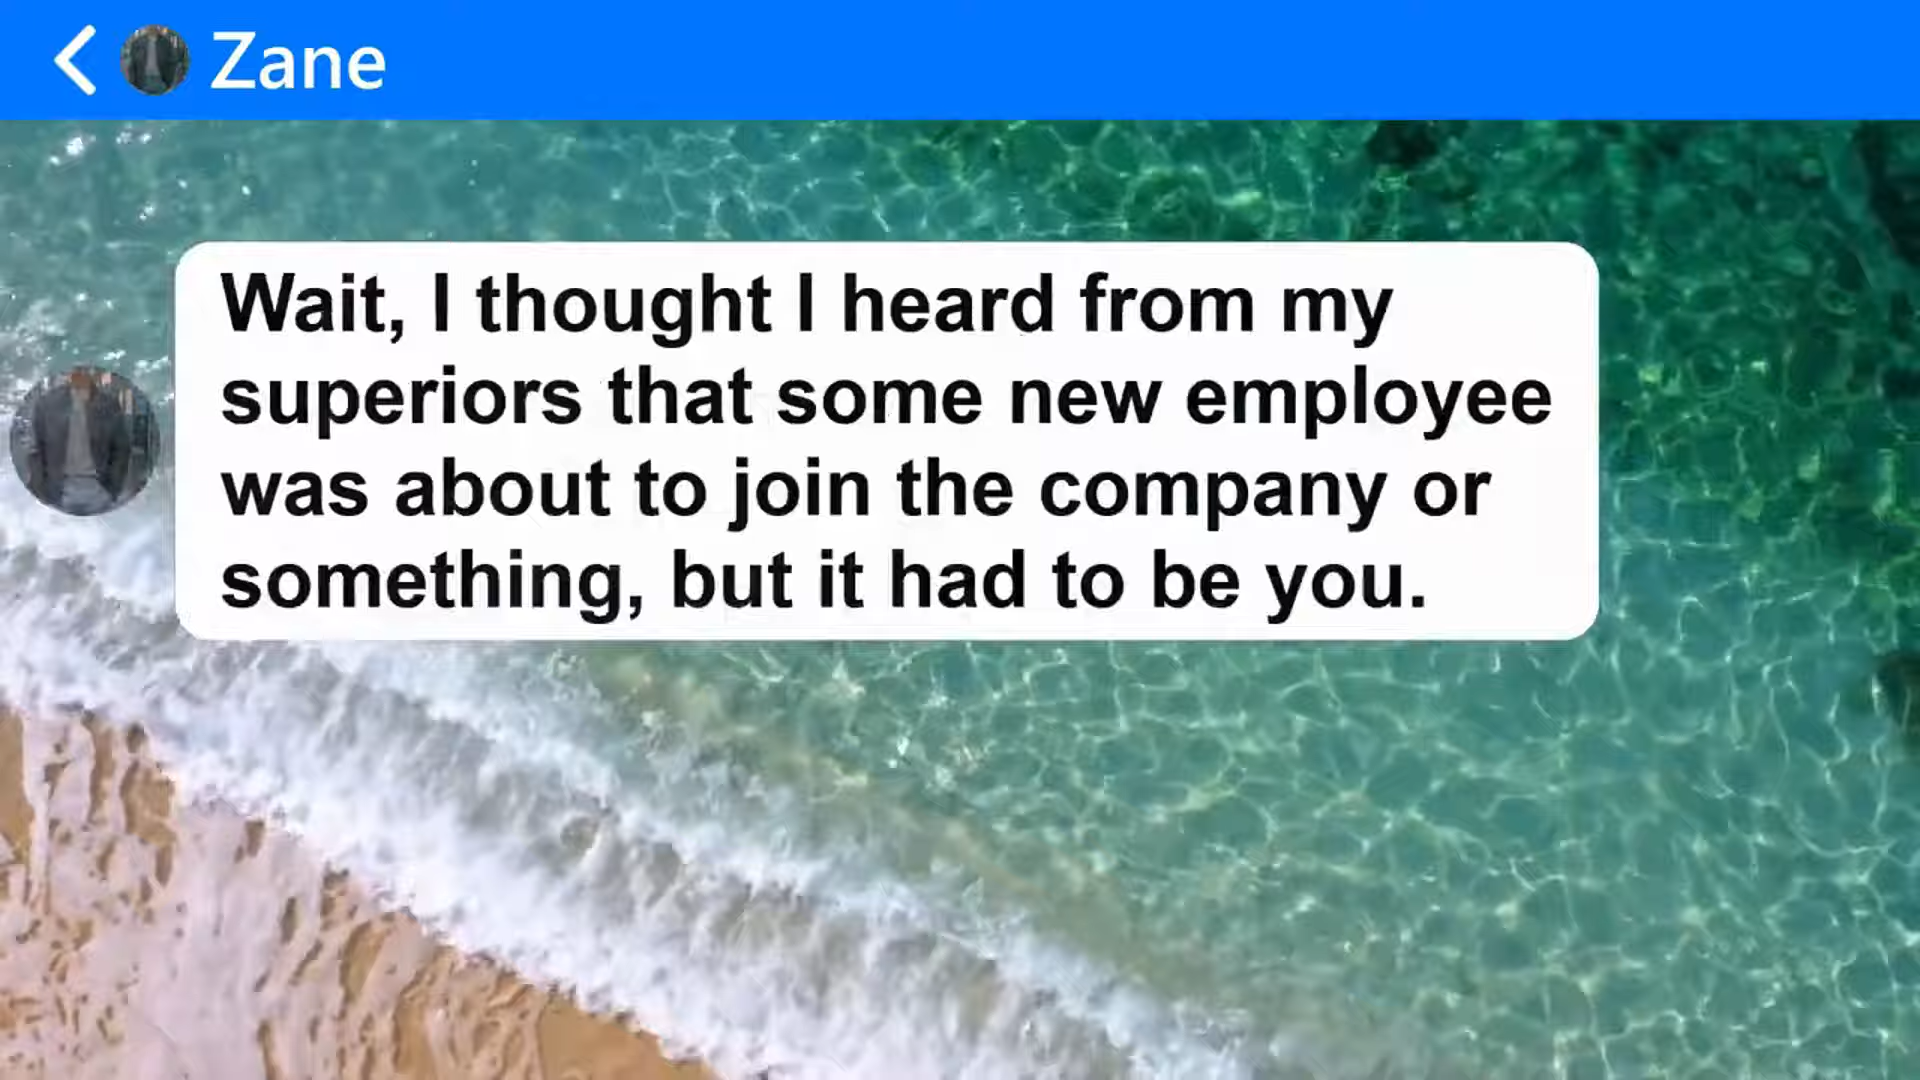 Zane
Wait, I thought I heard from my
superiors that some new employee
was about to join the company or
something, but it had to be you.